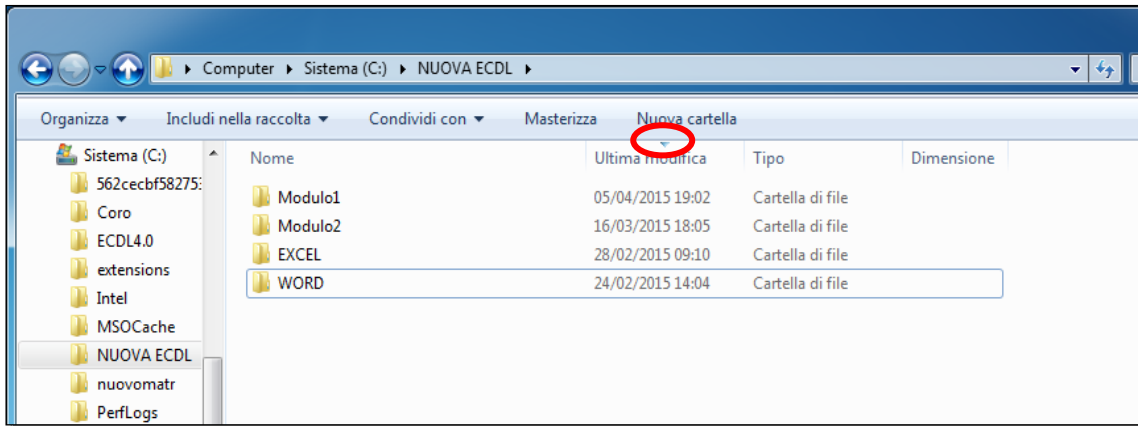 Computer Sistema (C:) NUOVA ECDL
Organizza Includi nella raccolta Condividi con Masterizza Nuova cartella
Sistema (C:)
562cecbf58275:
Coro
ECDL4.0
extensions
Intel
MSOCache
NUOVA ECDL
nuovomatr
PerfLogs
Nome Ultima modifica Tipo Dimensione
Modulo1 05/04/2015 19:02 Cartella di file
Modulo2 16/03/2015 18:05 Cartella di file
EXCEL 28/02/2015 09:10 Cartella di file
WORD 24/02/2015 14:04 Cartella di file